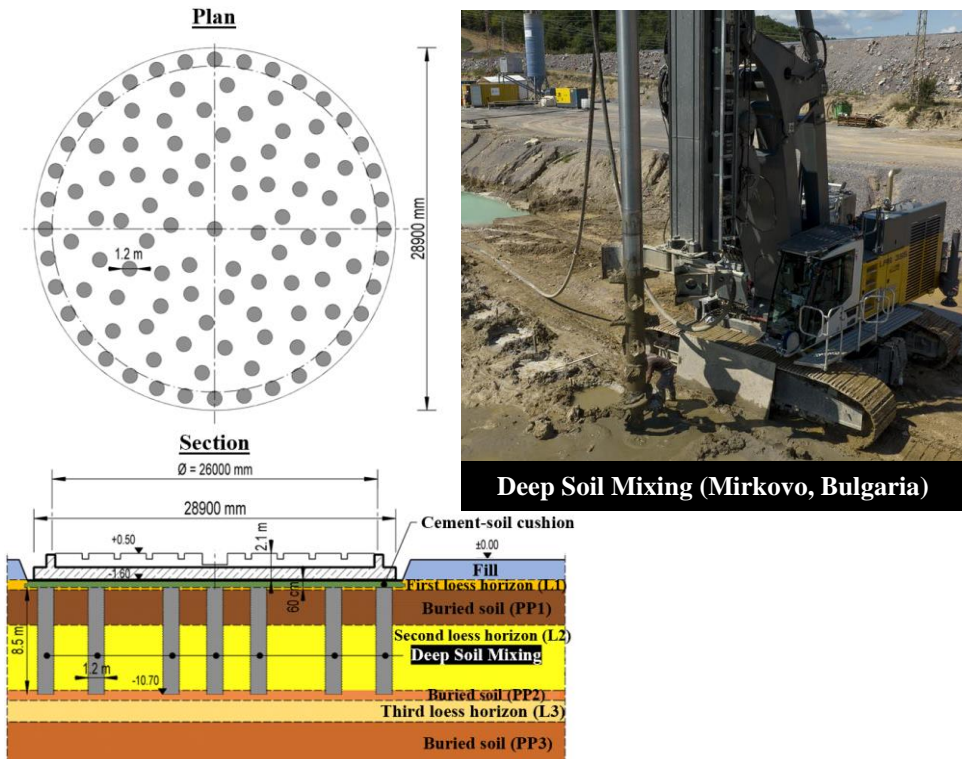 Plan
1.2 m
28900 mm
Deep Soil Mixing (Mirkovo, Bulgaria)
Section
Ø = 26000 mm
28900 mm
Cement-soil cushion
+0.50
2.1 m
±0.00
Fill
-1.60
60 cm
First loess horizon (L1)
Buried soil (PP1)
8.5 m
Second loess horizon (L2)
Deep Soil Mixing
1.2 m
-10.70
Buried soil (PP2)
Third loess horizon (L3)
Buried soil (PP3)